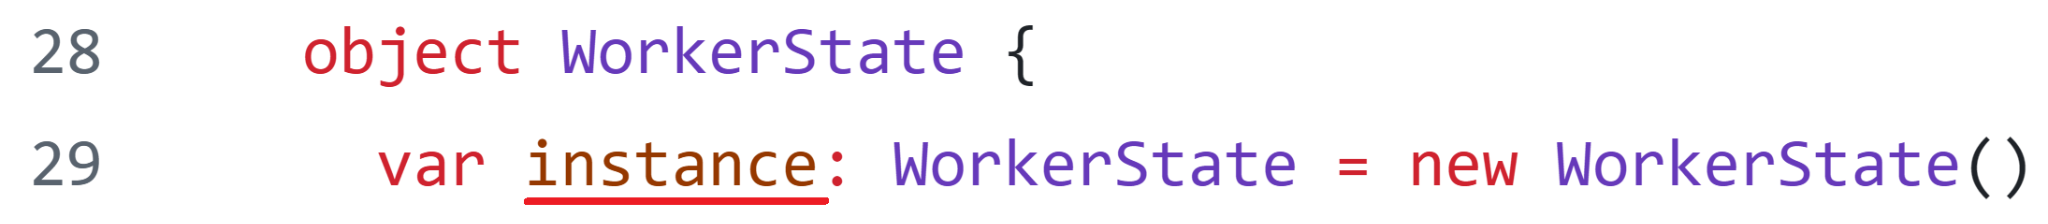 28 object WorkerState {
29 var instance: WorkerState = new WorkerState()